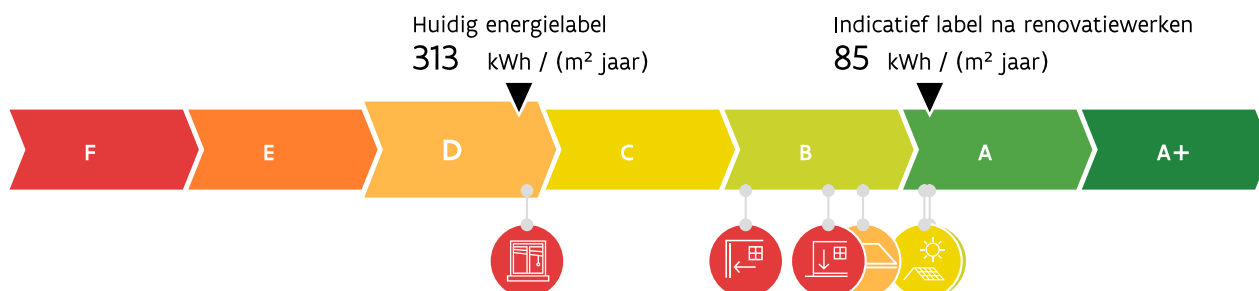 Huidig energielabel
313 kWh / (m² jaar)
Indicatief label na renovatiewerken
85 kWh / (m² jaar)
F E D C B A A+